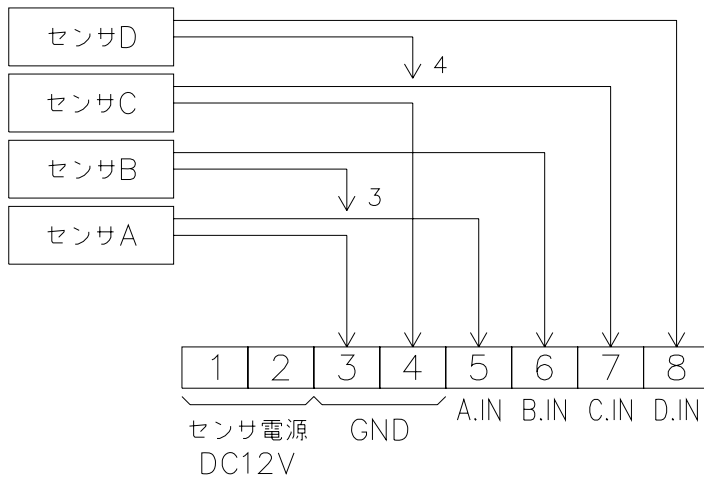 センサD
4
センサC
センサB
3
センサA
1 2 3 4 5 6 7 8
A.IN B.IN C.IN D.IN
センサ電源 GND
DC12V